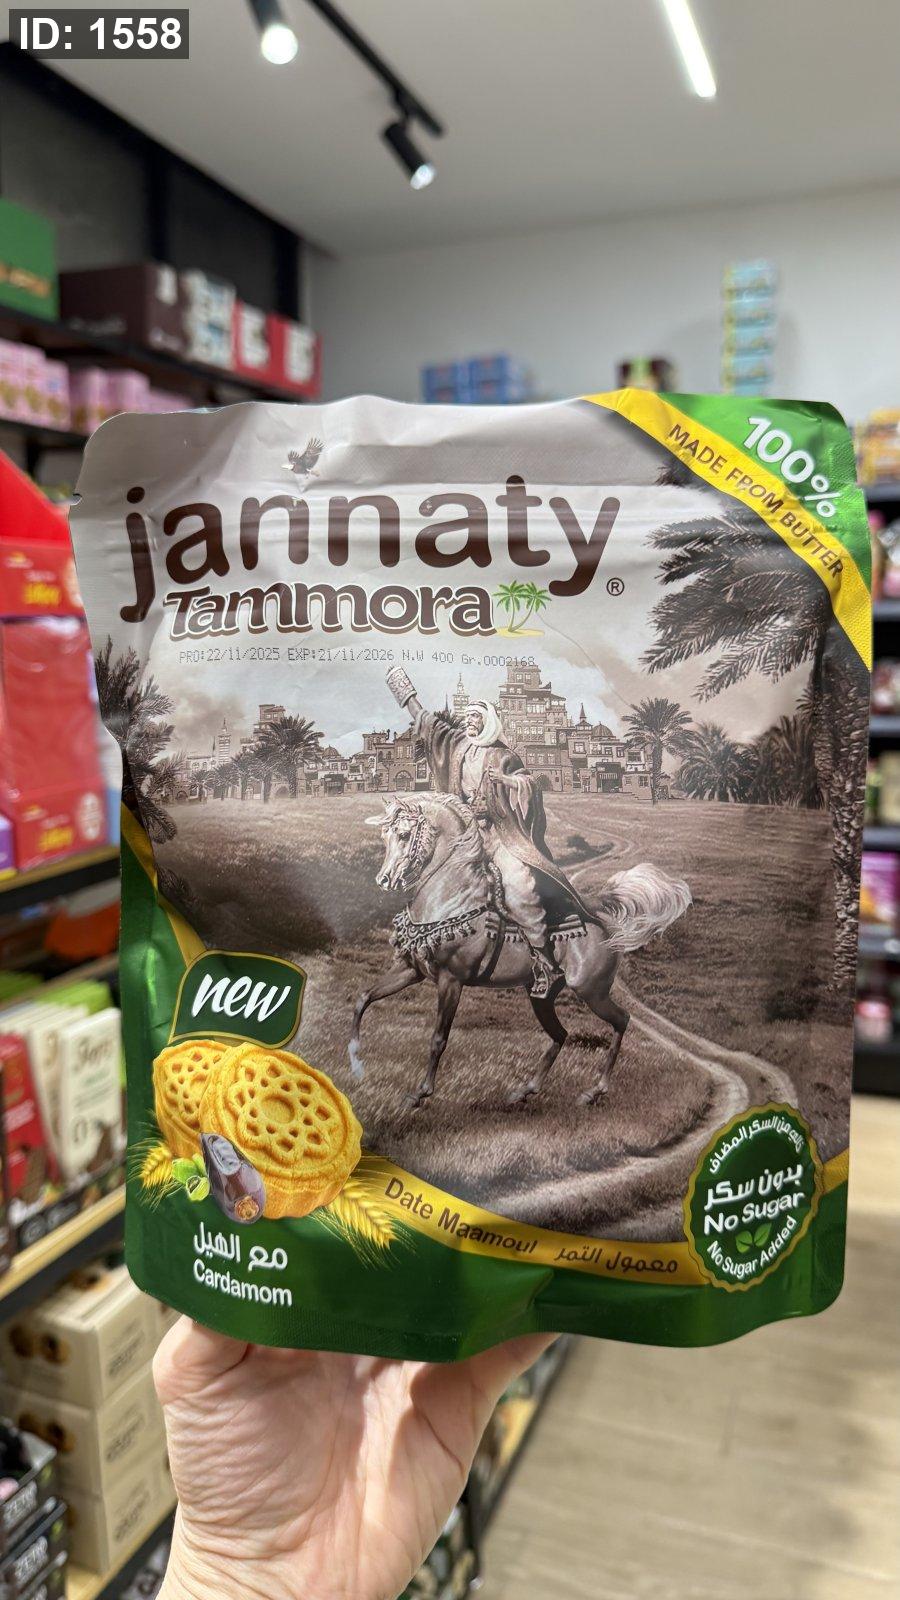 ID: 1558
100%
MADE FROM BUTTER
jannaty
®
Tammora
PRO:22/11/2025 EXP:21/11/2026 N.W 400 Gr.0002168
new
خالي من السكر المضاف
بدون سكر
No Sugar
No Sugar Added
Date Maamoul معمول التمر
مع الهيل
Cardamom